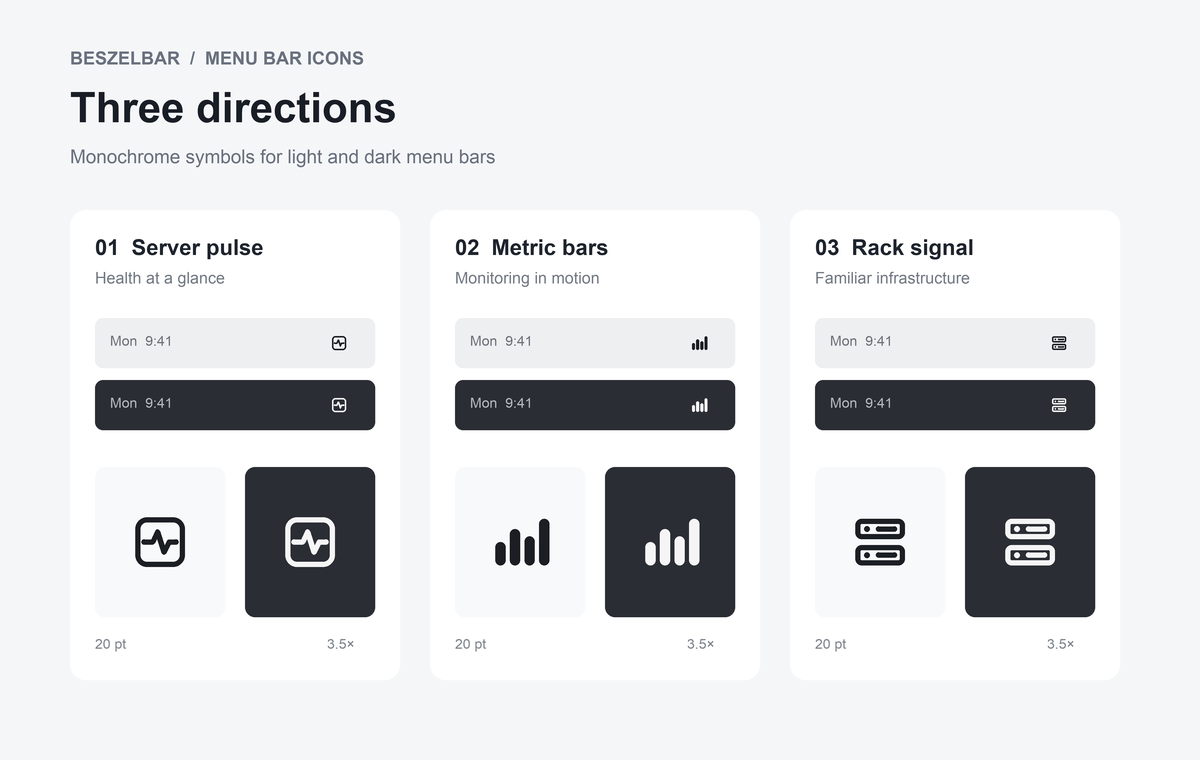 BESZELBAR / MENU BAR ICONS
Three directions
Monochrome symbols for light and dark menu bars
01 Server pulse
Health at a glance
Mon 9:41
Mon 9:41
20 pt
3.5×
02 Metric bars
Monitoring in motion
Mon 9:41
Mon 9:41
20 pt
3.5×
03 Rack signal
Familiar infrastructure
Mon 9:41
Mon 9:41
20 pt
3.5×